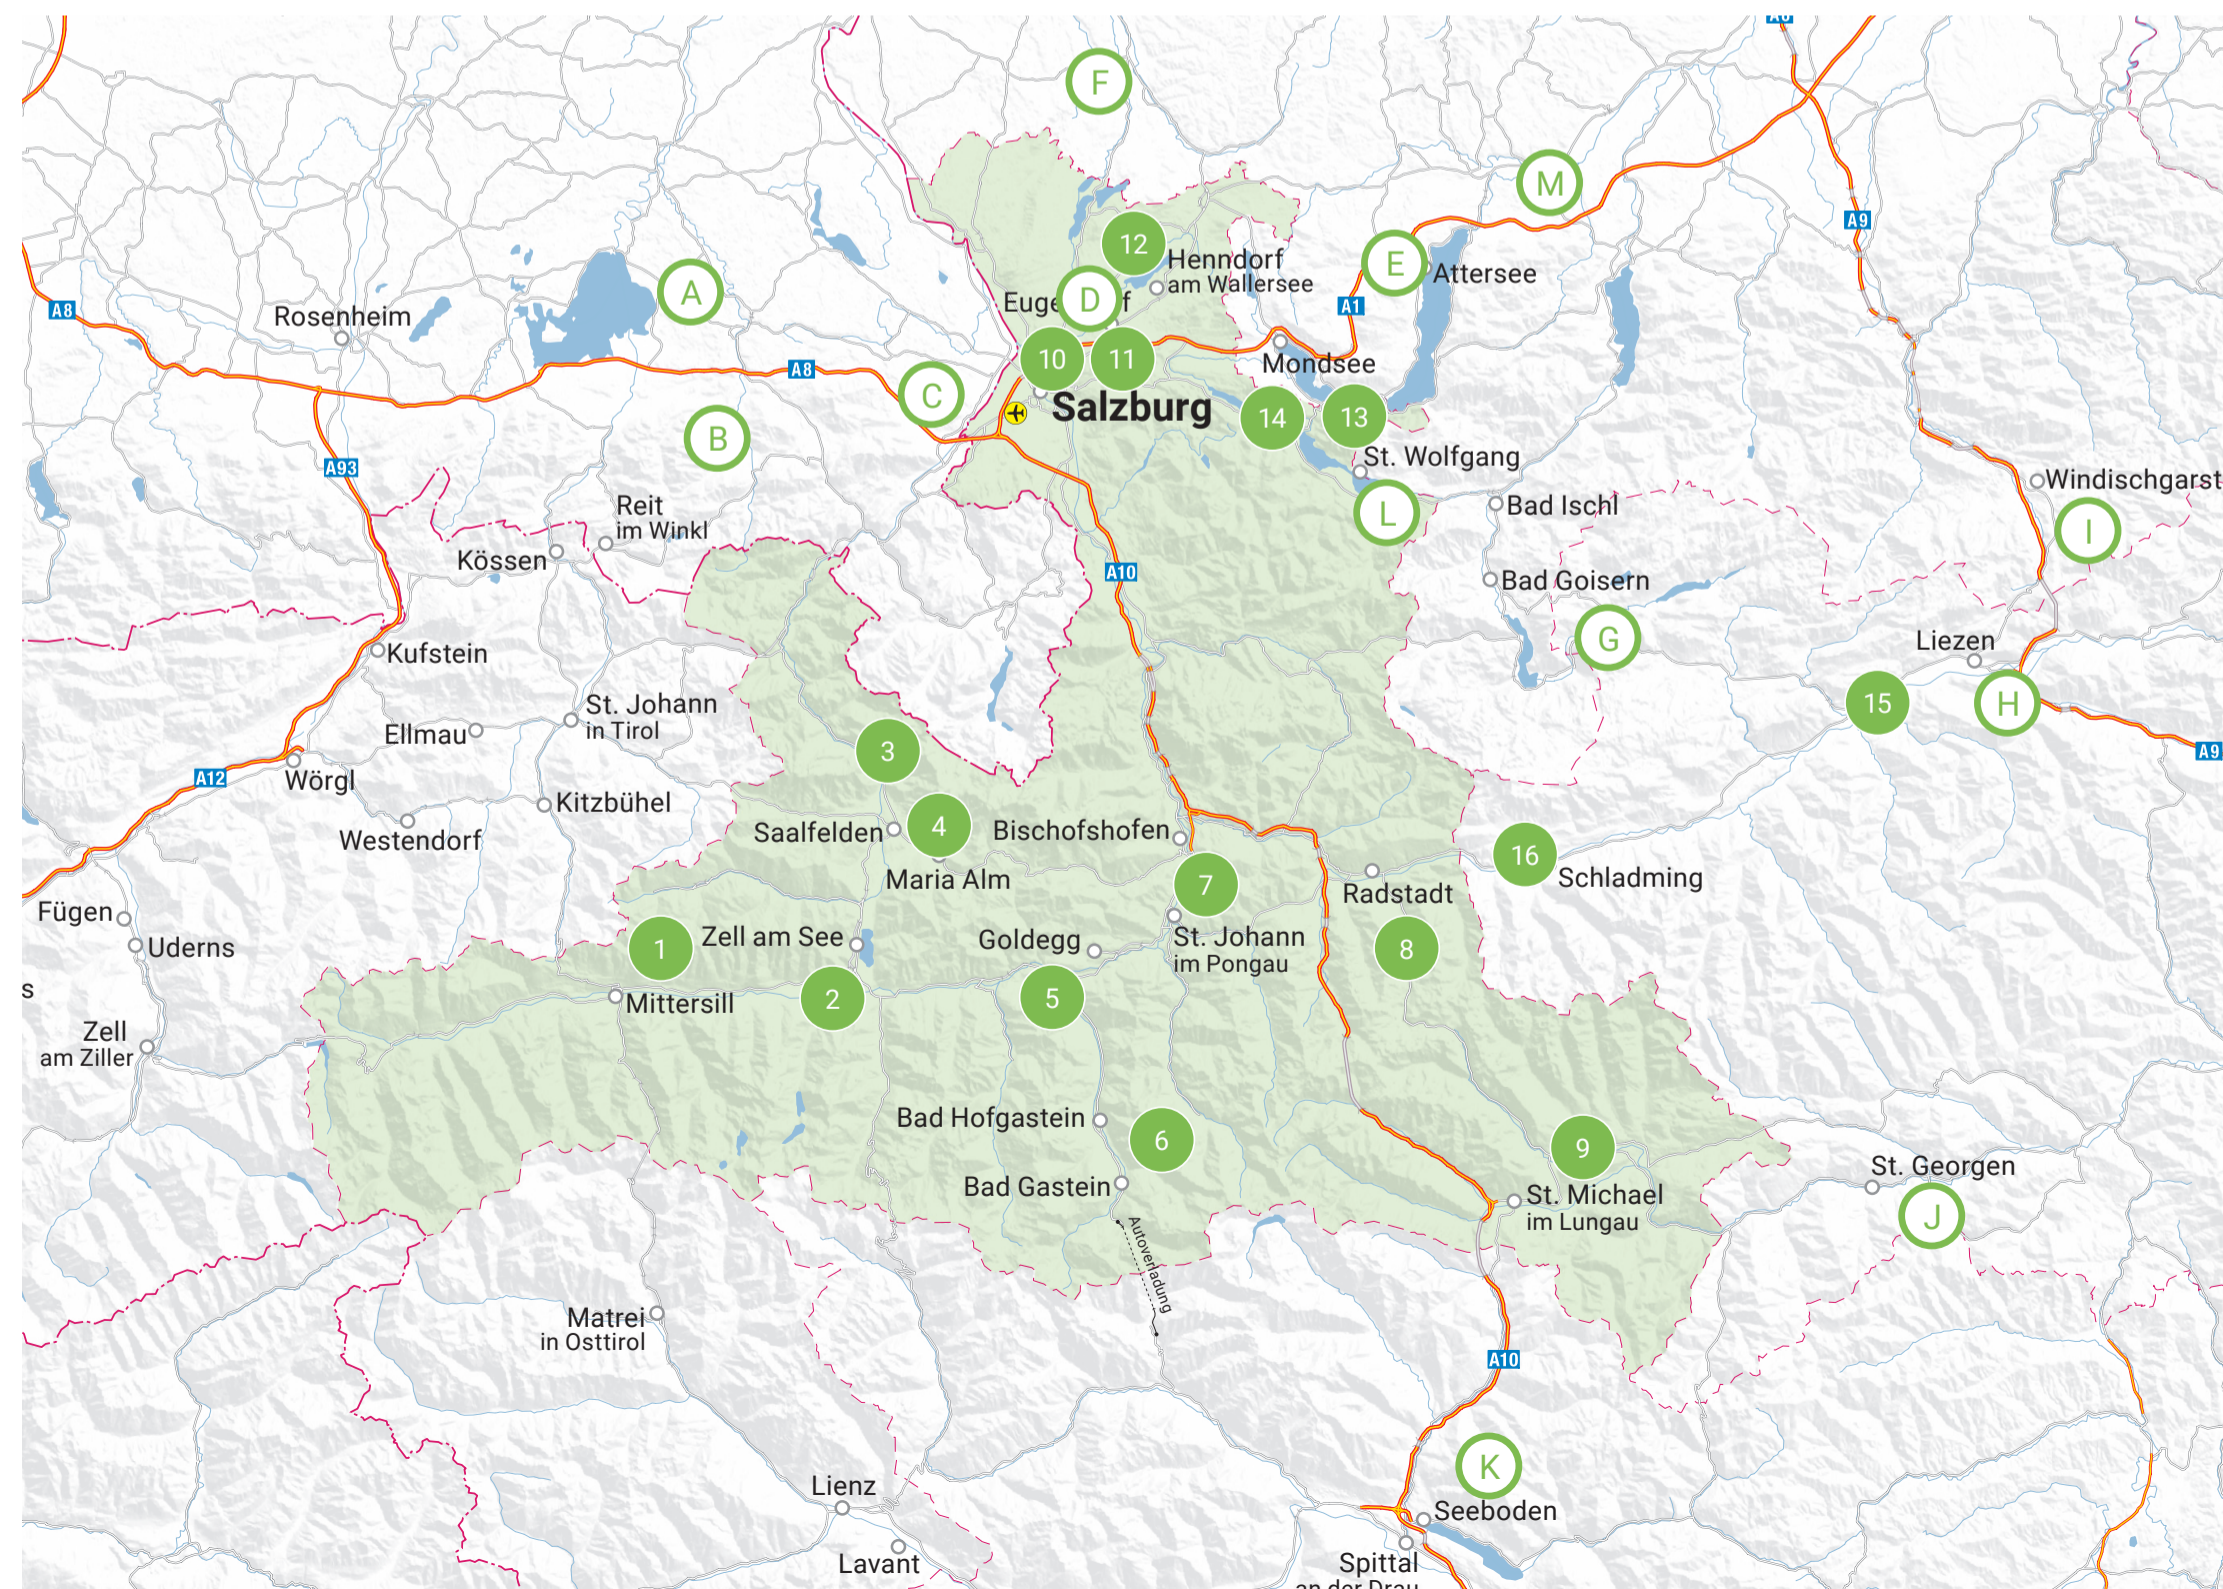 A8
F
M
A9
12
Henndorf
am Wallersee
E
Attersee
A
D
A8
A1
Rosenheim
10
11
Mondsee
A8
C
Salzburg
14
13
B
St. Wolfgang
A93
Windischgarst
Reit
im Winkl
L
Bad Ischl
I
Kössen
A10
Bad Goisern
G
Liezen
Kufstein
St. Johann
in Tirol
15
H
Ellmau
3
A9
A12
Wörgl
Kitzbühel
4
Saalfelden
Bischofshofen
Westendorf
16
Maria Alm
7
Schladming
Radstadt
Fügen
Uderns
1
Zell am See
Goldegg
St. Johann
im Pongau
8
s
Mittersill
2
5
Zell
am Ziller
Bad Hofgastein
6
9
St. Georgen
Bad Gastein
St. Michael
im Lungau
J
Autoverladung
Matrei
in Osttirol
A10
K
Lienz
Seeboden
Lavant
Spittal
an der Drau